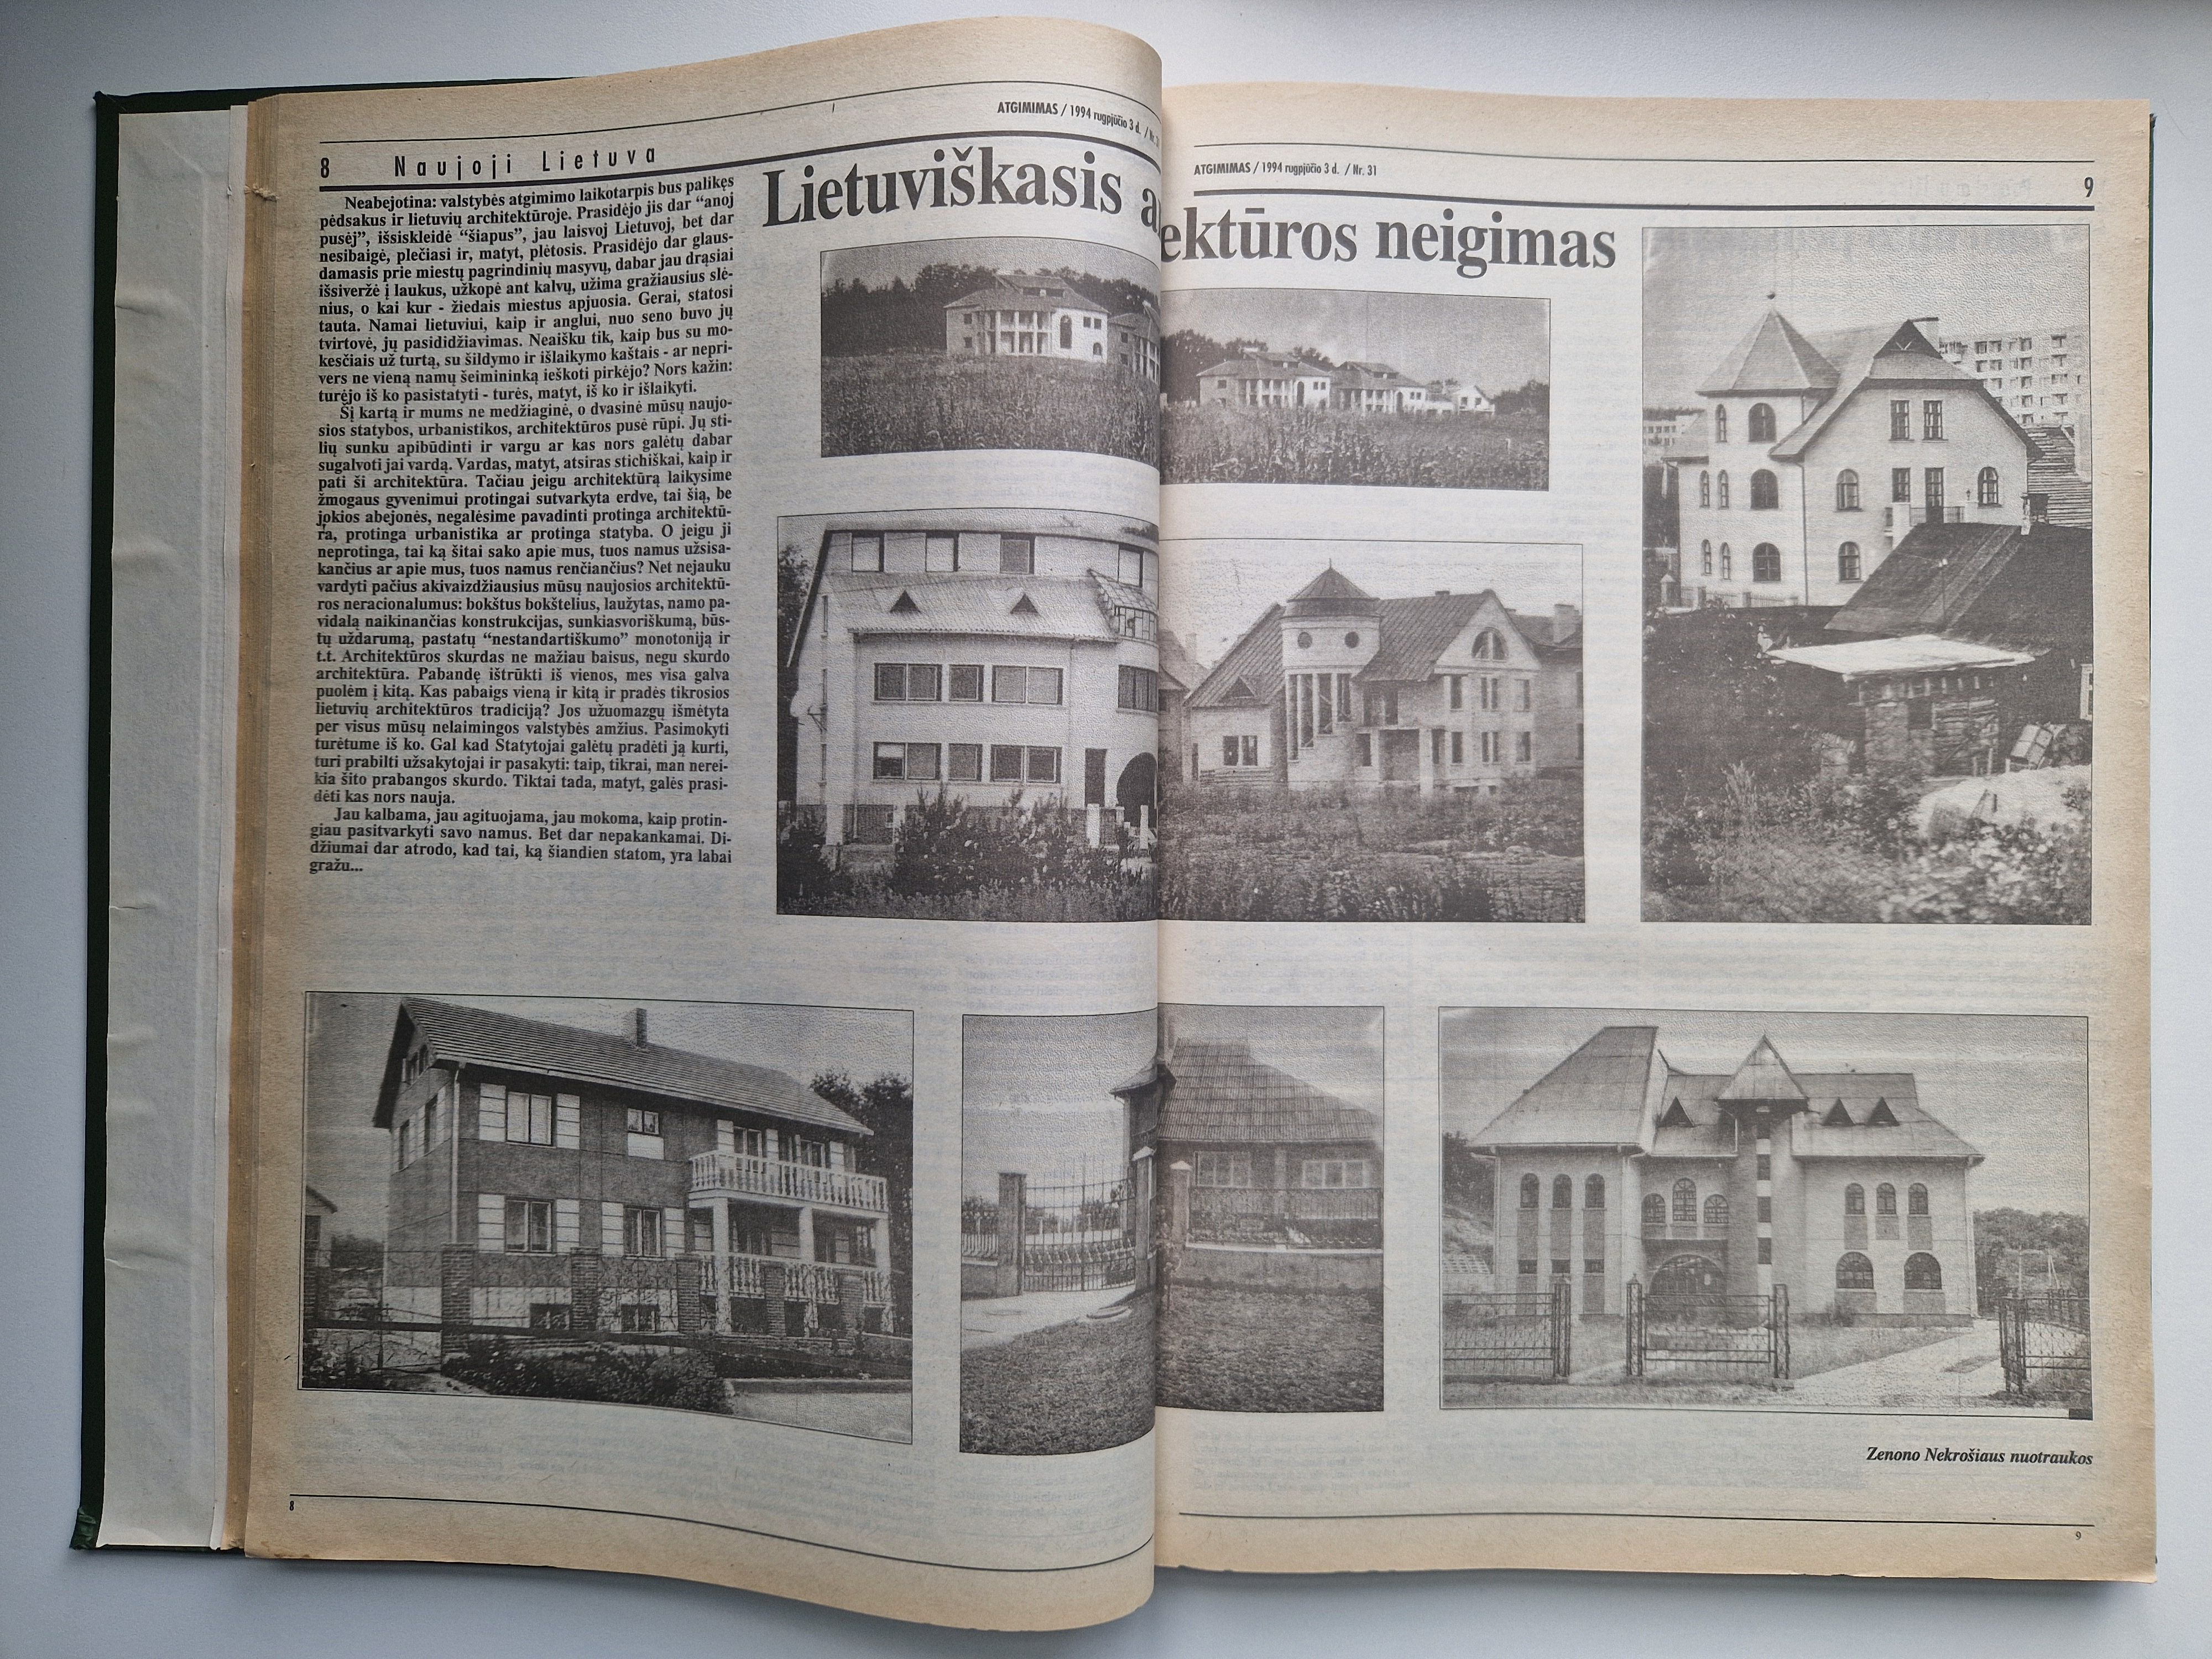 ATGIMIMAS / 1994 rugpjūčio 3 d. / Nr.
8 Naujoji Lietuva
Lietuviškasis
Neabejotina: valstybės atgimimo laikotarpis bus palikęs
pėdsakus ir lietuvių architektūroje. Prasidėjo jis dar “anoj
pusėj”, išsiskleidė “šiapus”, jau laisvoj Lietuvoj, bet dar
nesibaigė, plečiasi ir, matyt, plėtosis. Prasidėjo dar glaus-
damasis prie miestų pagrindinių masyvų, dabar jau drąsiai
išsiveržė į laukus, užkopė ant kalvų, užima gražiausius slė-
nius, o kai kur - žiedais miestus apjuosia. Gerai, statosi
tauta. Namai lietuviui, kaip ir anglui, nuo seno buvo jų
tvirtovė, jų pasididžiavimas. Neaišku tik, kaip bus su mo-
kesčiais už turtą, su šildymo ir išlaikymo kaštais - ar nepri-
vers ne vieną namų šeimininką ieškoti pirkėjo? Nors kažin:
turėjo iš ko pasistatyti - turės, matyt, iš ko ir išlaikyti.
Šį kartą ir mums ne medžiaginė, o dvasinė mūsų naujo-
sios statybos, urbanistikos, architektūros pusė rūpi. Jų sti-
lių sunku apibūdinti ir vargu ar kas nors galėtų dabar
sugalvoti jai vardą. Vardas, matyt, atsiras stichiškai, kaip ir
pati ši architektūra. Tačiau jeigu architektūrą laikysime
žmogaus gyvenimui protingai sutvarkyta erdve, tai šią, be
jokios abejonės, negalėsime pavadinti protinga architektū-
ra, protinga urbanistika ar protinga statyba. O jeigu ji
neprotinga, tai ką šitai sako apie mus, tuos namus užsisa-
kančius ar apie mus, tuos namus renčiančius? Net nejauku
vardyti pačius akivaizdžiausius mūsų naujosios architektū-
ros neracionalumus: bokštus bokštelius, laužytas, namo pa-
vidalą naikinančias konstrukcijas, sunkiasvoriškumą, būs-
tų uždarumą, pastatų “nestandartiškumo” monotoniją ir
t.t. Architektūros skurdas ne mažiau baisus, negu skurdo
architektūra. Pabandę ištrūkti iš vienos, mes visa galva
puolėm į kitą. Kas pabaigs vieną ir kitą ir pradės tikrosios
lietuvių architektūros tradiciją? Jos užuomazgų išmėtyta
per visus mūsų nelaimingos valstybės amžius. Pasimokyti
turėtume iš ko. Gal kad Statytojai galėtų pradėti ją kurti,
turi prabilti užsakytojai ir pasakyti: taip, tikrai, man nerei-
kia šito prabangos skurdo. Tiktai tada, matyt, galės prasi-
dėti kas nors nauja.
Jau kalbama, jau agituojama, jau mokoma, kaip protin-
giau pasitvarkyti savo namus. Bet dar nepakankamai. Di-
džiumai dar atrodo, kad tai, ką šiandien statom, yra labai
gražu...
8
ATGIMIMAS / 1994 rugpjūčio 3 d. / Nr. 31
9
ektūros neigimas
Zenono Nekrošiaus nuotraukos
9